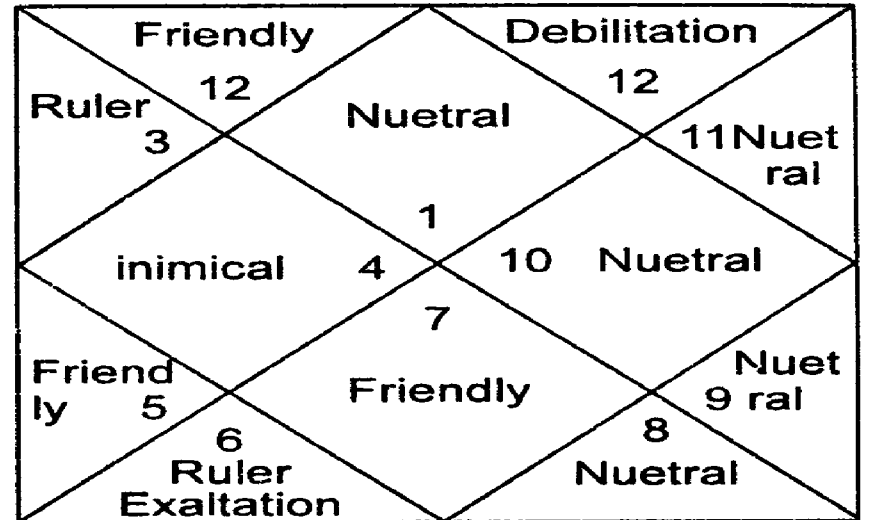 Friendly
12
Debilitation
12
Ruler
3
Nuetral
1
11Nuet
ral
inimical 4
10 Nuetral
7
Friendly
Friend
ly 5
Nuet
9 ral
6
Ruler
Exaltation
8
Nuetral